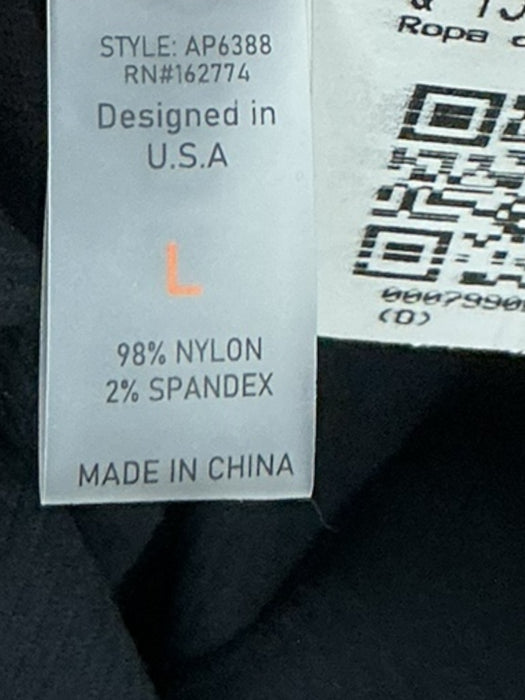 STYLE: AP6388
RN#162774
Designed in
U.S.A
L
98% NYLON
2% SPANDEX
MADE IN CHINA
Ropa
(D)